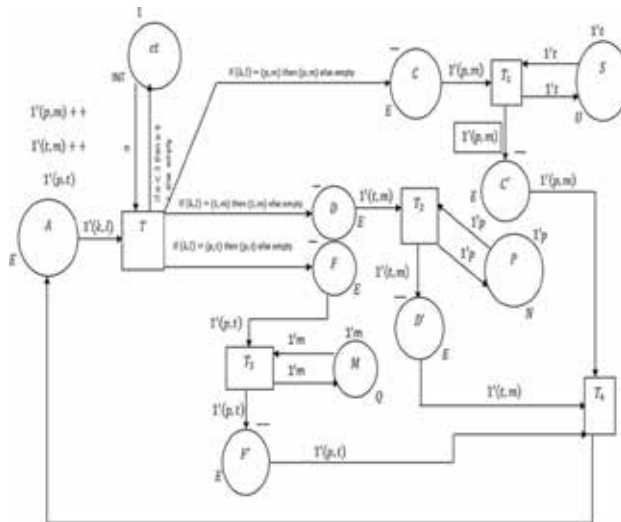 1
ct
INIT
n
1'(p,m) ++
1'(t,m) ++
1'(p,t)
A
E
1'(k,l)
T
If (k,l) = (p,m) then (p,m) else empty
C
E
1'(p,m)
T₁
1't
1't
1't
S
U
1'(p,m)
C'
E
1'(p,m)
If (k,l) = (t,m) then (t,m) else empty
D
E
1'(t,m)
T₂
1'p
1'p
1'p
P
N
If (k,l) = (p,t) then (p,t) else empty
F
E
1'(t,m)
D'
E
1'(t,m)
1'(p,t)
T₃
1'm
1'm
1'm
M
Q
1'(p,t)
F'
E
1'(p,t)
T₄